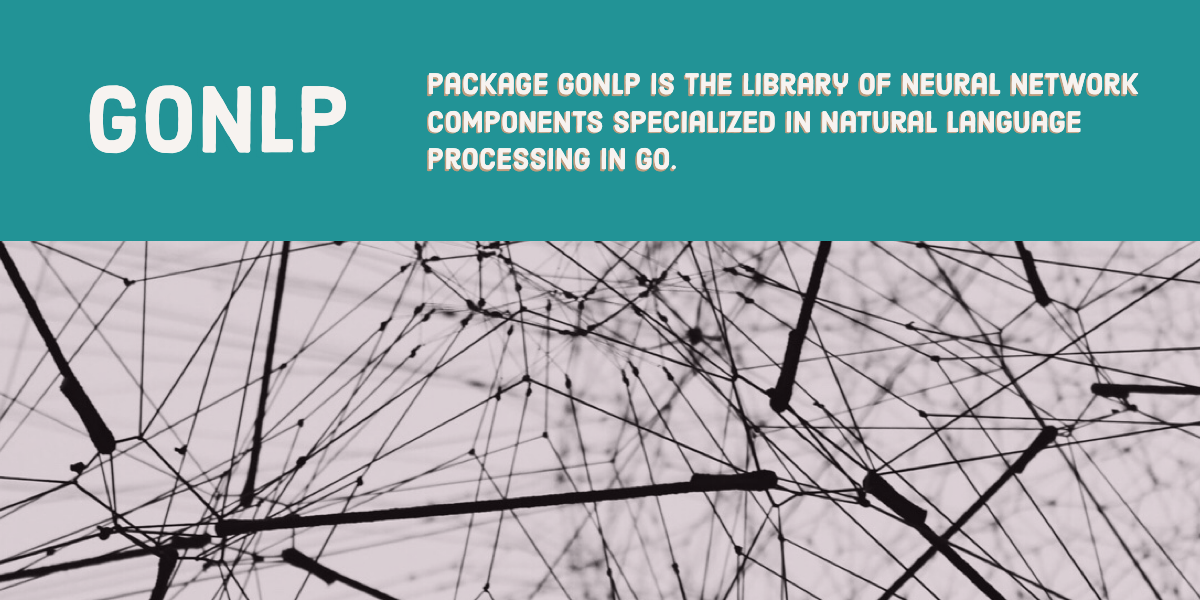 GONLP
PACKAGE GONLP IS THE LIBRARY OF NEURAL NETWORK
COMPONENTS SPECIALIZED IN NATURAL LANGUAGE
PROCESSING IN GO.